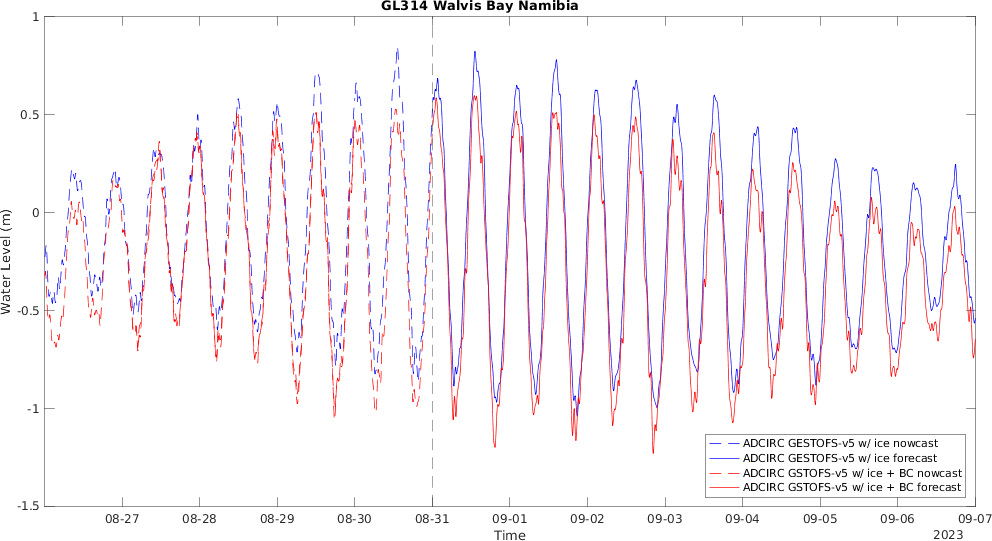 GL314 Walvis Bay Namibia
1
0.5
0
-0.5
-1
-1.5
Water Level (m)
08-27 08-28 08-29 08-30 08-31 09-01 09-02 09-03 09-04 09-05 09-06 09-07
Time
2023
ADCIRC GESTOFS-v5 w/ ice nowcast
ADCIRC GESTOFS-v5 w/ ice forecast
ADCIRC GSTOFS-v5 w/ ice + BC nowcast
ADCIRC GSTOFS-v5 w/ ice + BC forecast